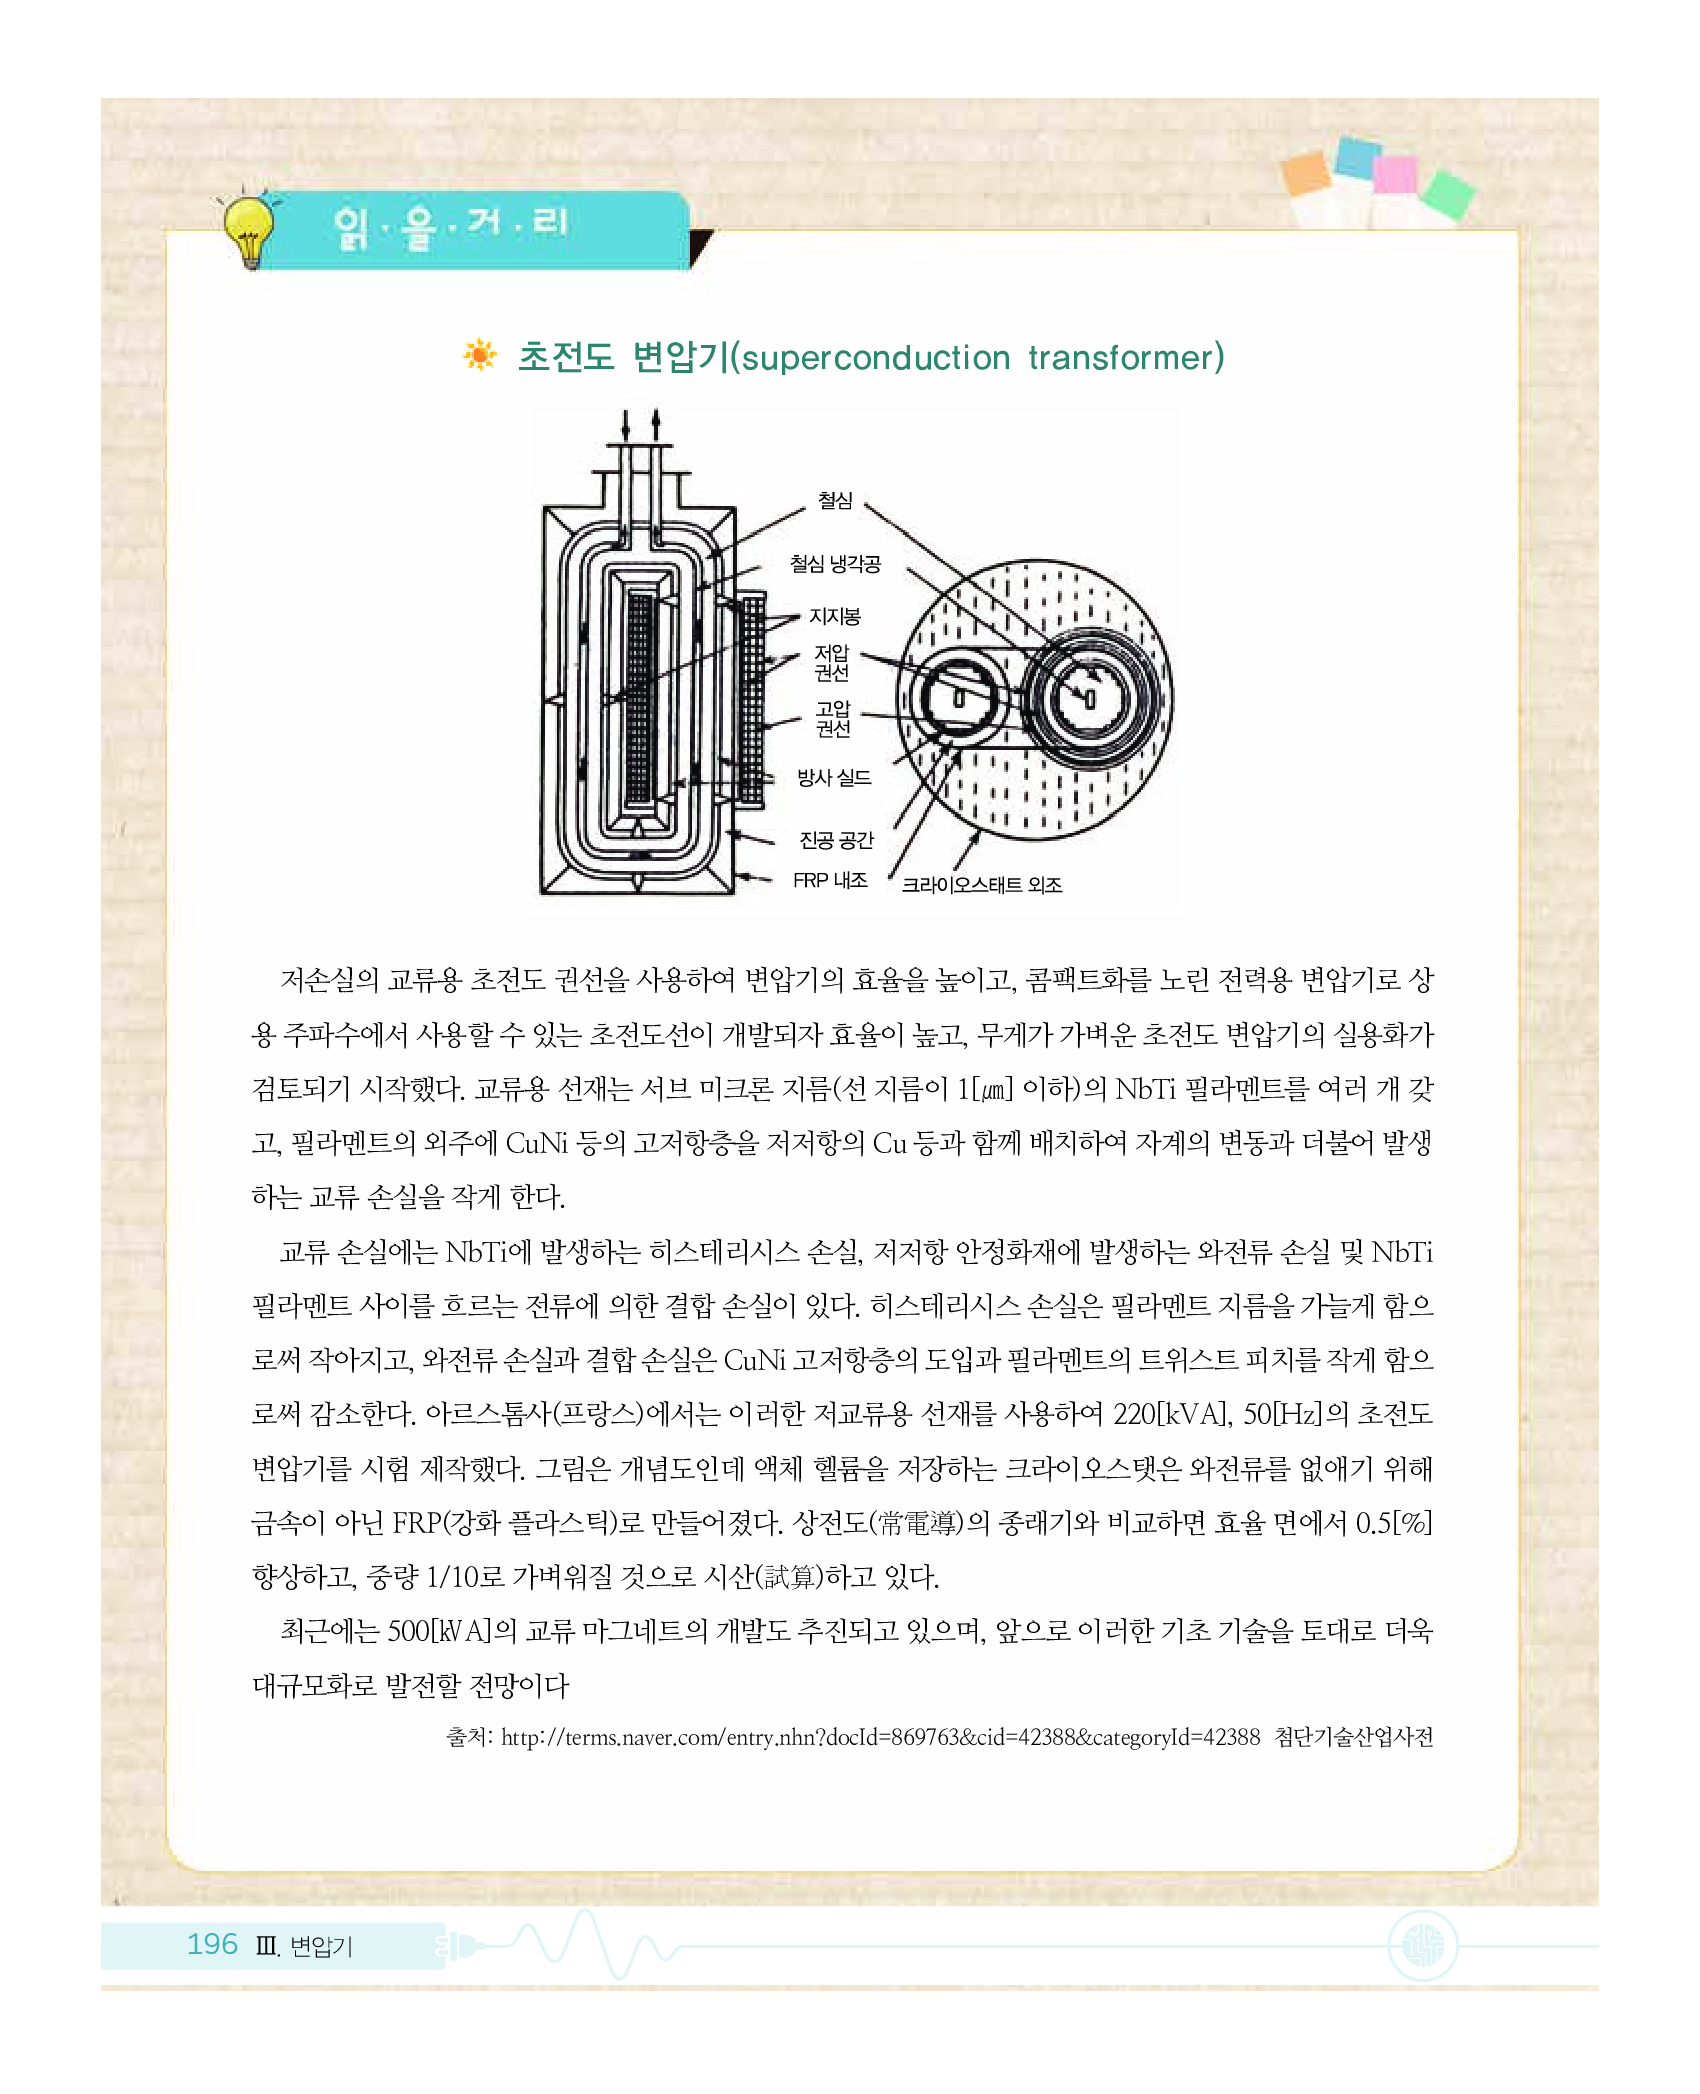 읽·을·거·리
초전도 변압기(superconduction transformer)
철심
철심 냉각공
지지봉
저압
권선
고압
권선
방사 실드
진공 공간
FRP 내조
크라이오스태트 외조
저손실의 교류용 초전도 권선을 사용하여 변압기의 효율을 높이고, 콤팩트화를 노린 전력용 변압기로 상
용 주파수에서 사용할 수 있는 초전도선이 개발되자 효율이 높고, 무게가 가벼운 초전도 변압기의 실용화가
검토되기 시작했다. 교류용 선재는 서브 미크론 지름(선 지름이 1[㎛] 이하)의 NbTi 필라멘트를 여러 개 갖
고, 필라멘트의 외주에 CuNi 등의 고저항층을 저저항의 Cu 등과 함께 배치하여 자계의 변동과 더불어 발생
하는 교류 손실을 작게 한다.
교류 손실에는 NbTi에 발생하는 히스테리시스 손실, 저저항 안정화재에 발생하는 와전류 손실 및 NbTi
필라멘트 사이를 흐르는 전류에 의한 결합 손실이 있다. 히스테리시스 손실은 필라멘트 지름을 가늘게 함으
로써 작아지고, 와전류 손실과 결합 손실은 CuNi 고저항층의 도입과 필라멘트의 트위스트 피치를 작게 함으
로써 감소한다. 아르스톰사(프랑스)에서는 이러한 저교류용 선재를 사용하여 220[kVA], 50[Hz]의 초전도
변압기를 시험 제작했다. 그림은 개념도인데 액체 헬륨을 저장하는 크라이오스탯은 와전류를 없애기 위해
금속이 아닌 FRP(강화 플라스틱)로 만들어졌다. 상전도(常電導)의 종래기와 비교하면 효율 면에서 0.5[%]
향상하고, 중량 1/10로 가벼워질 것으로 시산(試算)하고 있다.
최근에는 500[㎸A]의 교류 마그네트의 개발도 추진되고 있으며, 앞으로 이러한 기초 기술을 토대로 더욱
대규모화로 발전할 전망이다
출처: http://terms.naver.com/entry.nhn?docId=869763&cid=42388&categoryId=42388 첨단기술산업사전
196 Ⅲ. 변압기